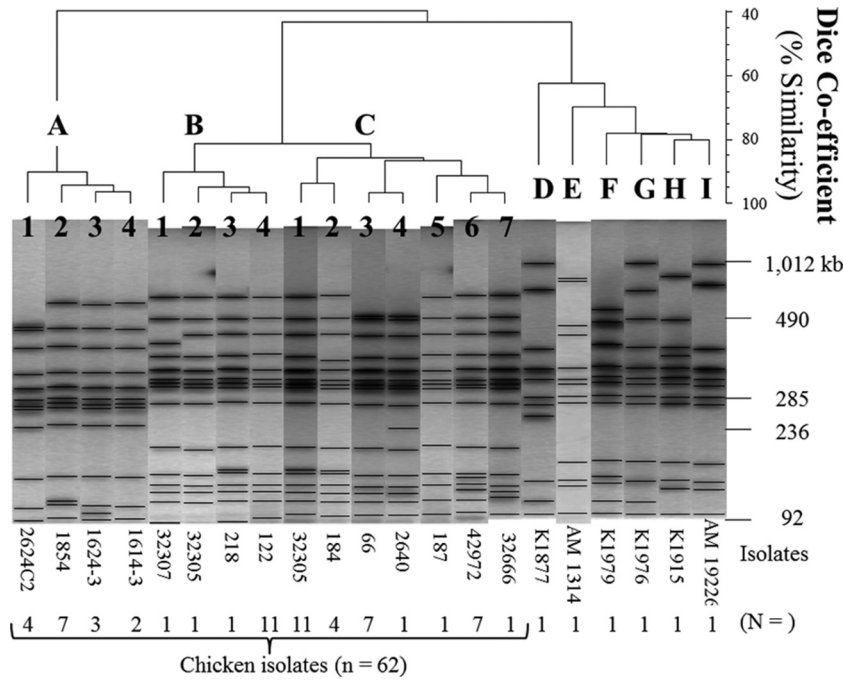 40
60
80
100
Dice Co-efficient
(% Similarity)
A
B
C
D E F G H I
1 2 3 4 1 2 3 4 1 2 3 4 5 6 7
1,012 kb
490
285
236
92
2624C2
1854
1624-3
1614-3
32307
32305
218
122
32305
184
66
2640
187
42972
32666
K1877
AM 1314
K1979
K1976
K1915
AM 19226
Isolates
4 7 3 2 1 1 1 11 11 4 7 1 1 7 1 1 1 1 1 1 1 (N = )
Chicken isolates (n = 62)